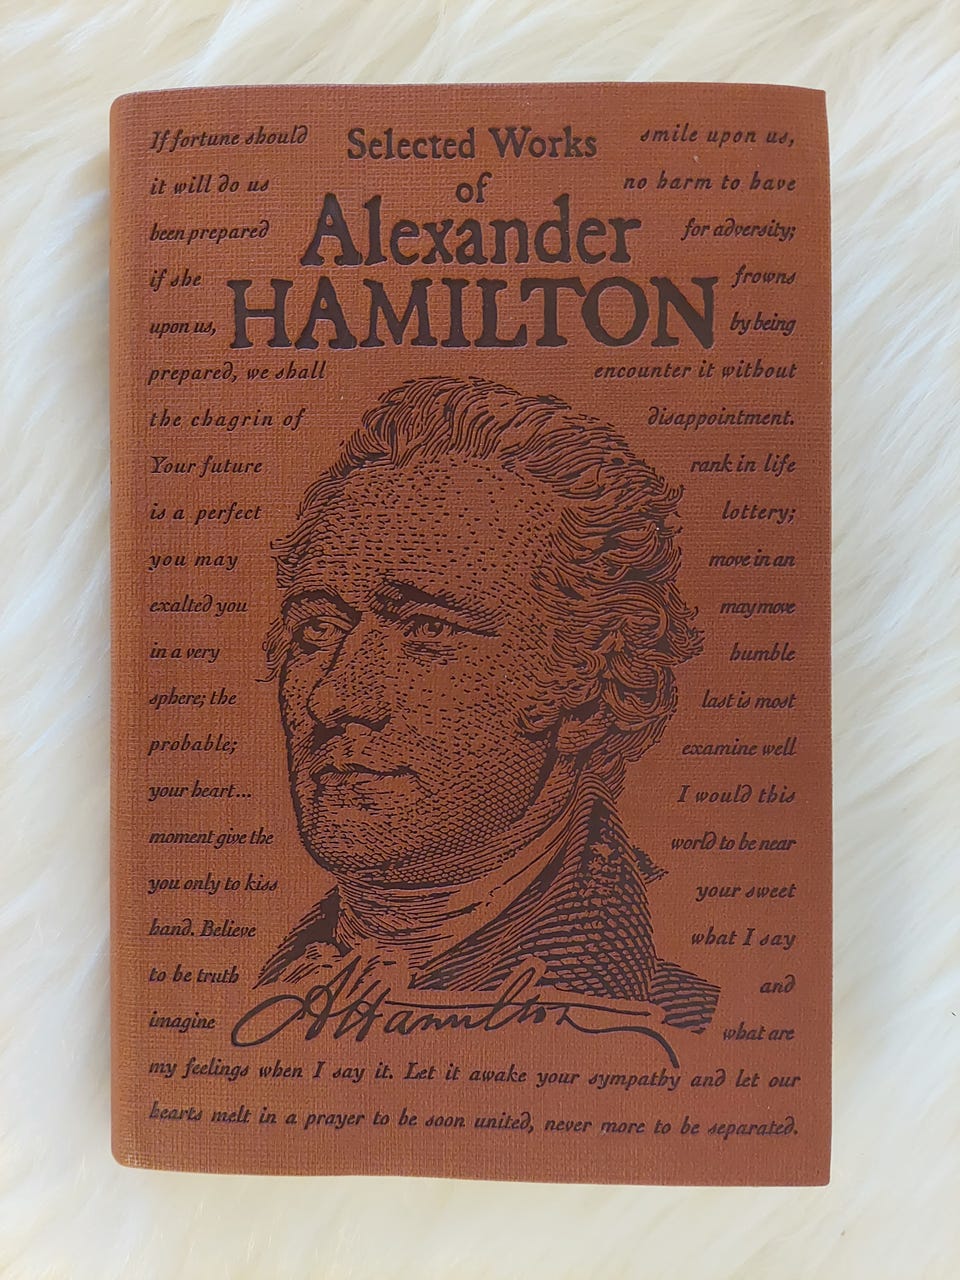 Selected Works
of
Alexander
HAMILTON
If fortune should smile upon us,
it will do us no harm to have
been prepared for adversity;
if she frowns
upon us, by being
prepared, we shall encounter it without
the chagrin of disappointment.
Your future rank in life
is a perfect lottery;
you may move in an
exalted you may move
in a very humble
sphere; the last is most
probable; examine well
your heart... I would this
moment give the world to be near
you only to kiss your sweet
hand. Believe what I say
to be truth and
imagine what are
my feelings when I say it. Let it awake your sympathy and let our
hearts melt in a prayer to be soon united, never more to be separated.
A Hamilton